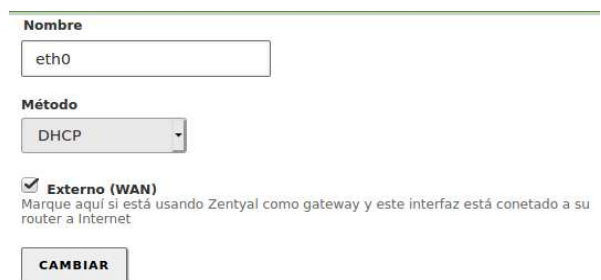 Nombre
eth0
Método
DHCP
Externo (WAN)
Marque aquí si está usando Zentyal como gateway y este interfaz está conetado a su
router a Internet
CAMBIAR